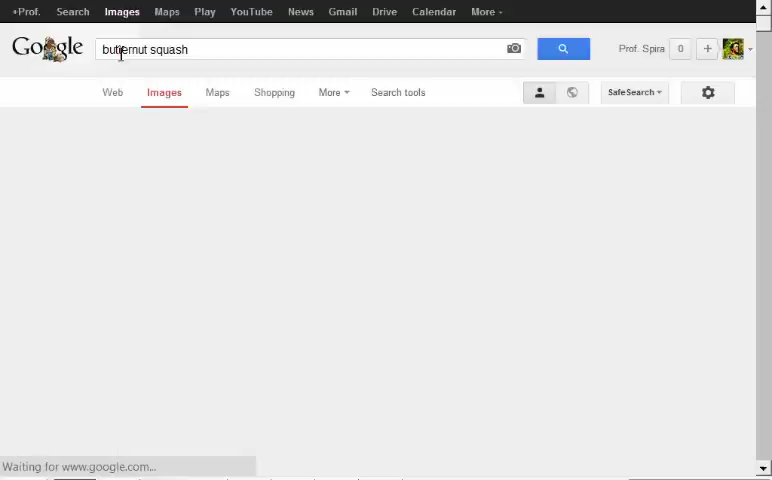 +Prof. Search Images Maps Play YouTube News Gmail Drive Calendar More
Google butternut squash Prof. Spira 0 +
Web Images Maps Shopping More Search tools SafeSearch
Waiting for www.google.com...